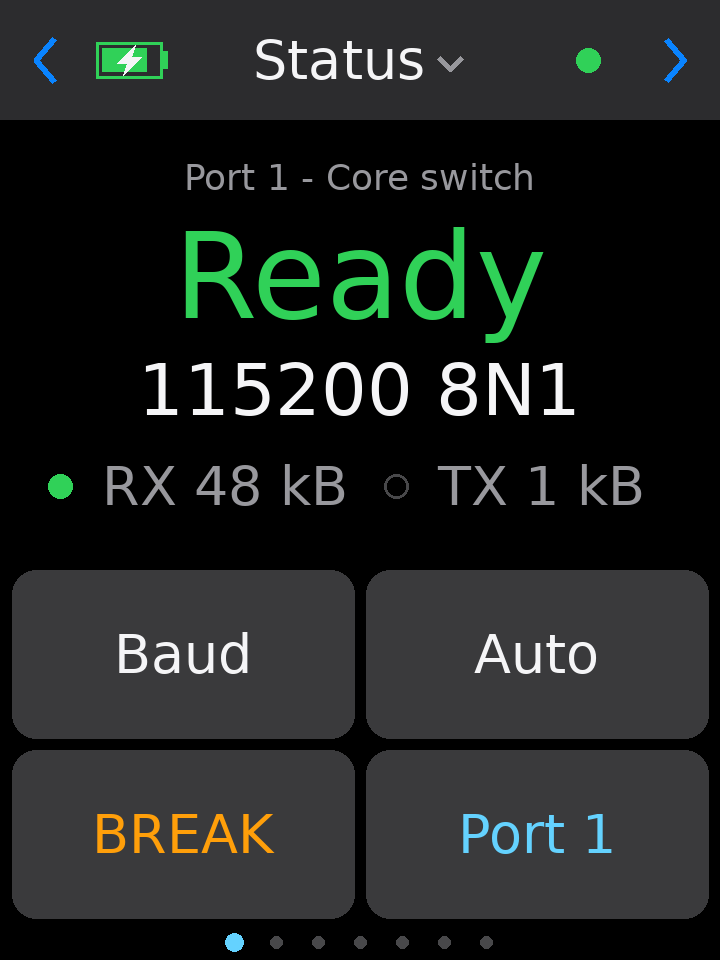 Status
Port 1 - Core switch
Ready
115200 8N1
RX 48 kB TX 1 kB
Baud Auto
BREAK Port 1